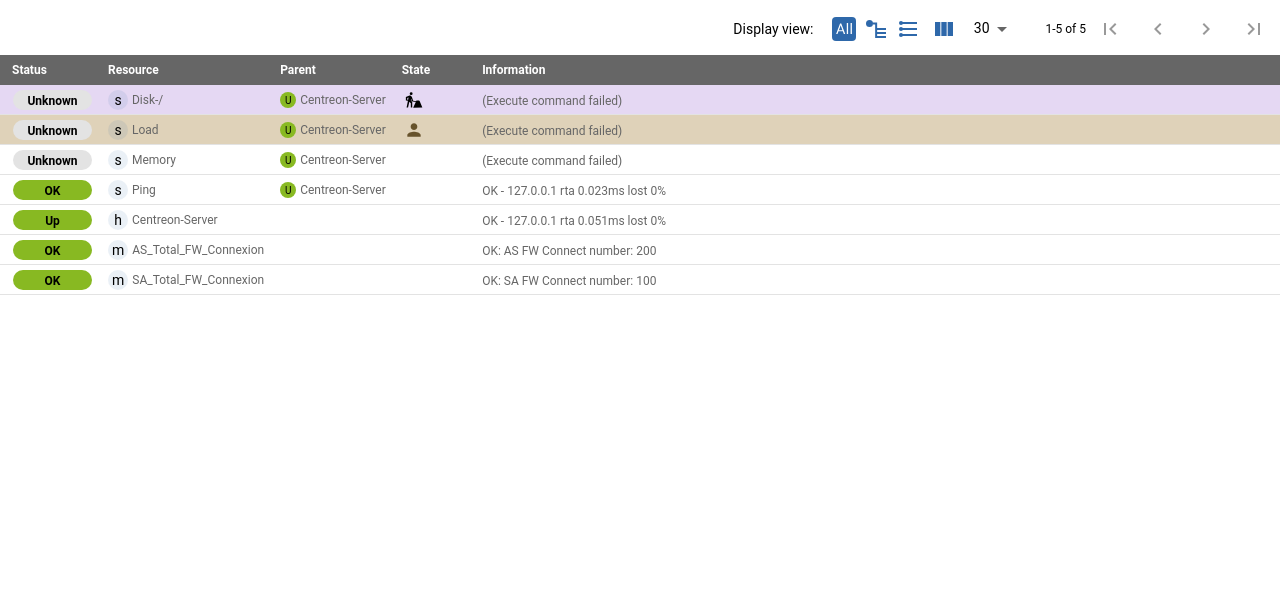 Display view: All 30 1-5 of 5
Status Resource Parent State Information
Unknown s Disk-/ U Centreon-Server (Execute command failed)
Unknown s Load U Centreon-Server (Execute command failed)
Unknown s Memory U Centreon-Server (Execute command failed)
OK s Ping U Centreon-Server OK - 127.0.0.1 rta 0.023ms lost 0%
Up h Centreon-Server OK - 127.0.0.1 rta 0.051ms lost 0%
OK m AS_Total_FW_Connexion OK: AS FW Connect number: 200
OK m SA_Total_FW_Connexion OK: SA FW Connect number: 100